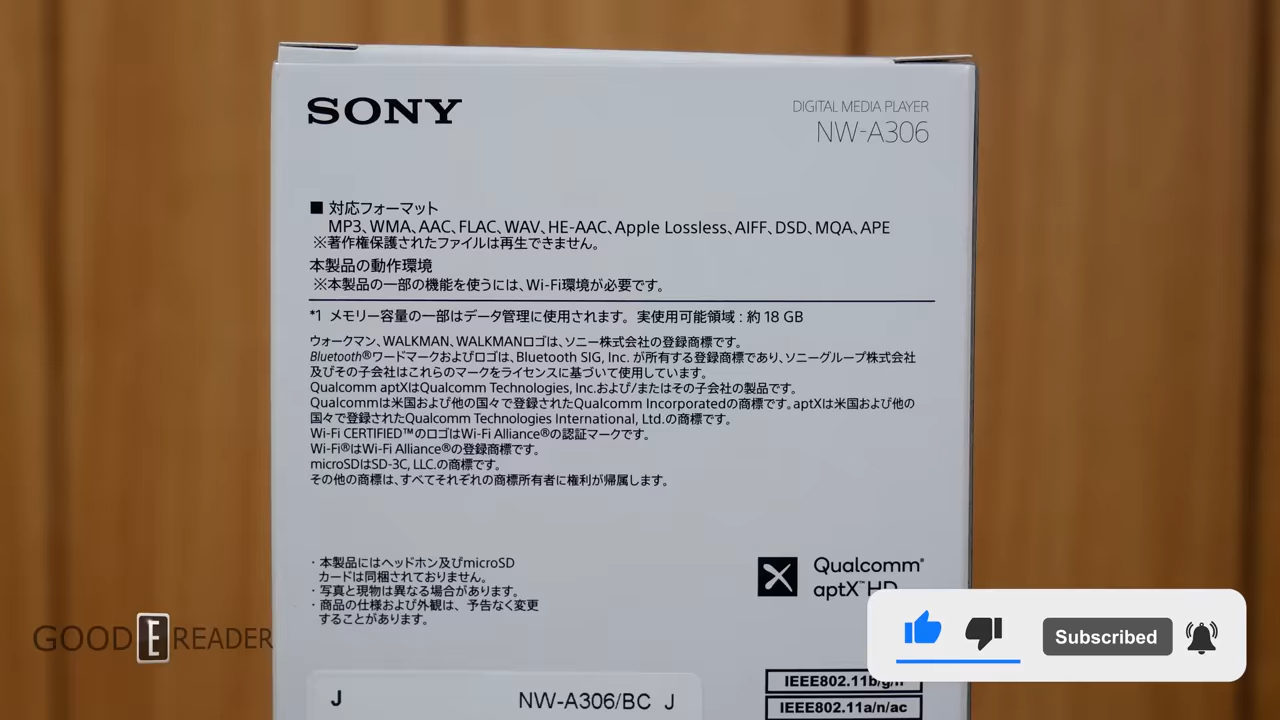 SONY
DIGITAL MEDIA PLAYER
NW-A306
■ 対応フォーマット
MP3、WMA、AAC、FLAC、WAV、HE-AAC、Apple Lossless、AIFF、DSD、MQA、APE
※著作権保護されたファイルは再生できません。
本製品の動作環境
※本製品の一部の機能を使うには、Wi-Fi環境が必要です。
*1 メモリー容量の一部はデータ管理に使用されます。実使用可能領域 : 約 18 GB
ウォークマン、WALKMAN、WALKMANロゴは、ソニー株式会社の登録商標です。
Bluetooth®ワードマークおよびロゴは、Bluetooth SIG, Inc. が所有する登録商標であり、ソニーグループ株式会社
及びその子会社はこれらのマークをライセンスに基づいて使用しています。
Qualcomm aptXはQualcomm Technologies, Inc.および/またはその子会社の製品です。
Qualcommは米国および他の国々で登録されたQualcomm Incorporatedの商標です。aptXは米国および他の
国々で登録されたQualcomm Technologies International, Ltd.の商標です。
Wi-Fi CERTIFIED™のロゴはWi-Fi Alliance®の認証マークです。
Wi-Fi®はWi-Fi Alliance®の登録商標です。
microSDはSD-3C, LLC.の商標です。
その他の商標は、すべてそれぞれの商標所有者に権利が帰属します。
・本製品にはヘッドホン及びmicroSD
カードは同梱されておりません。
・写真と現物は異なる場合があります。
・商品の仕様および外観は、予告なく変更
することがあります。
Qualcomm®
aptX™ HD
GOOD E READER
Subscribed
J NW-A306/BC J
IEEE802.11b/g/n
IEEE802.11a/n/ac